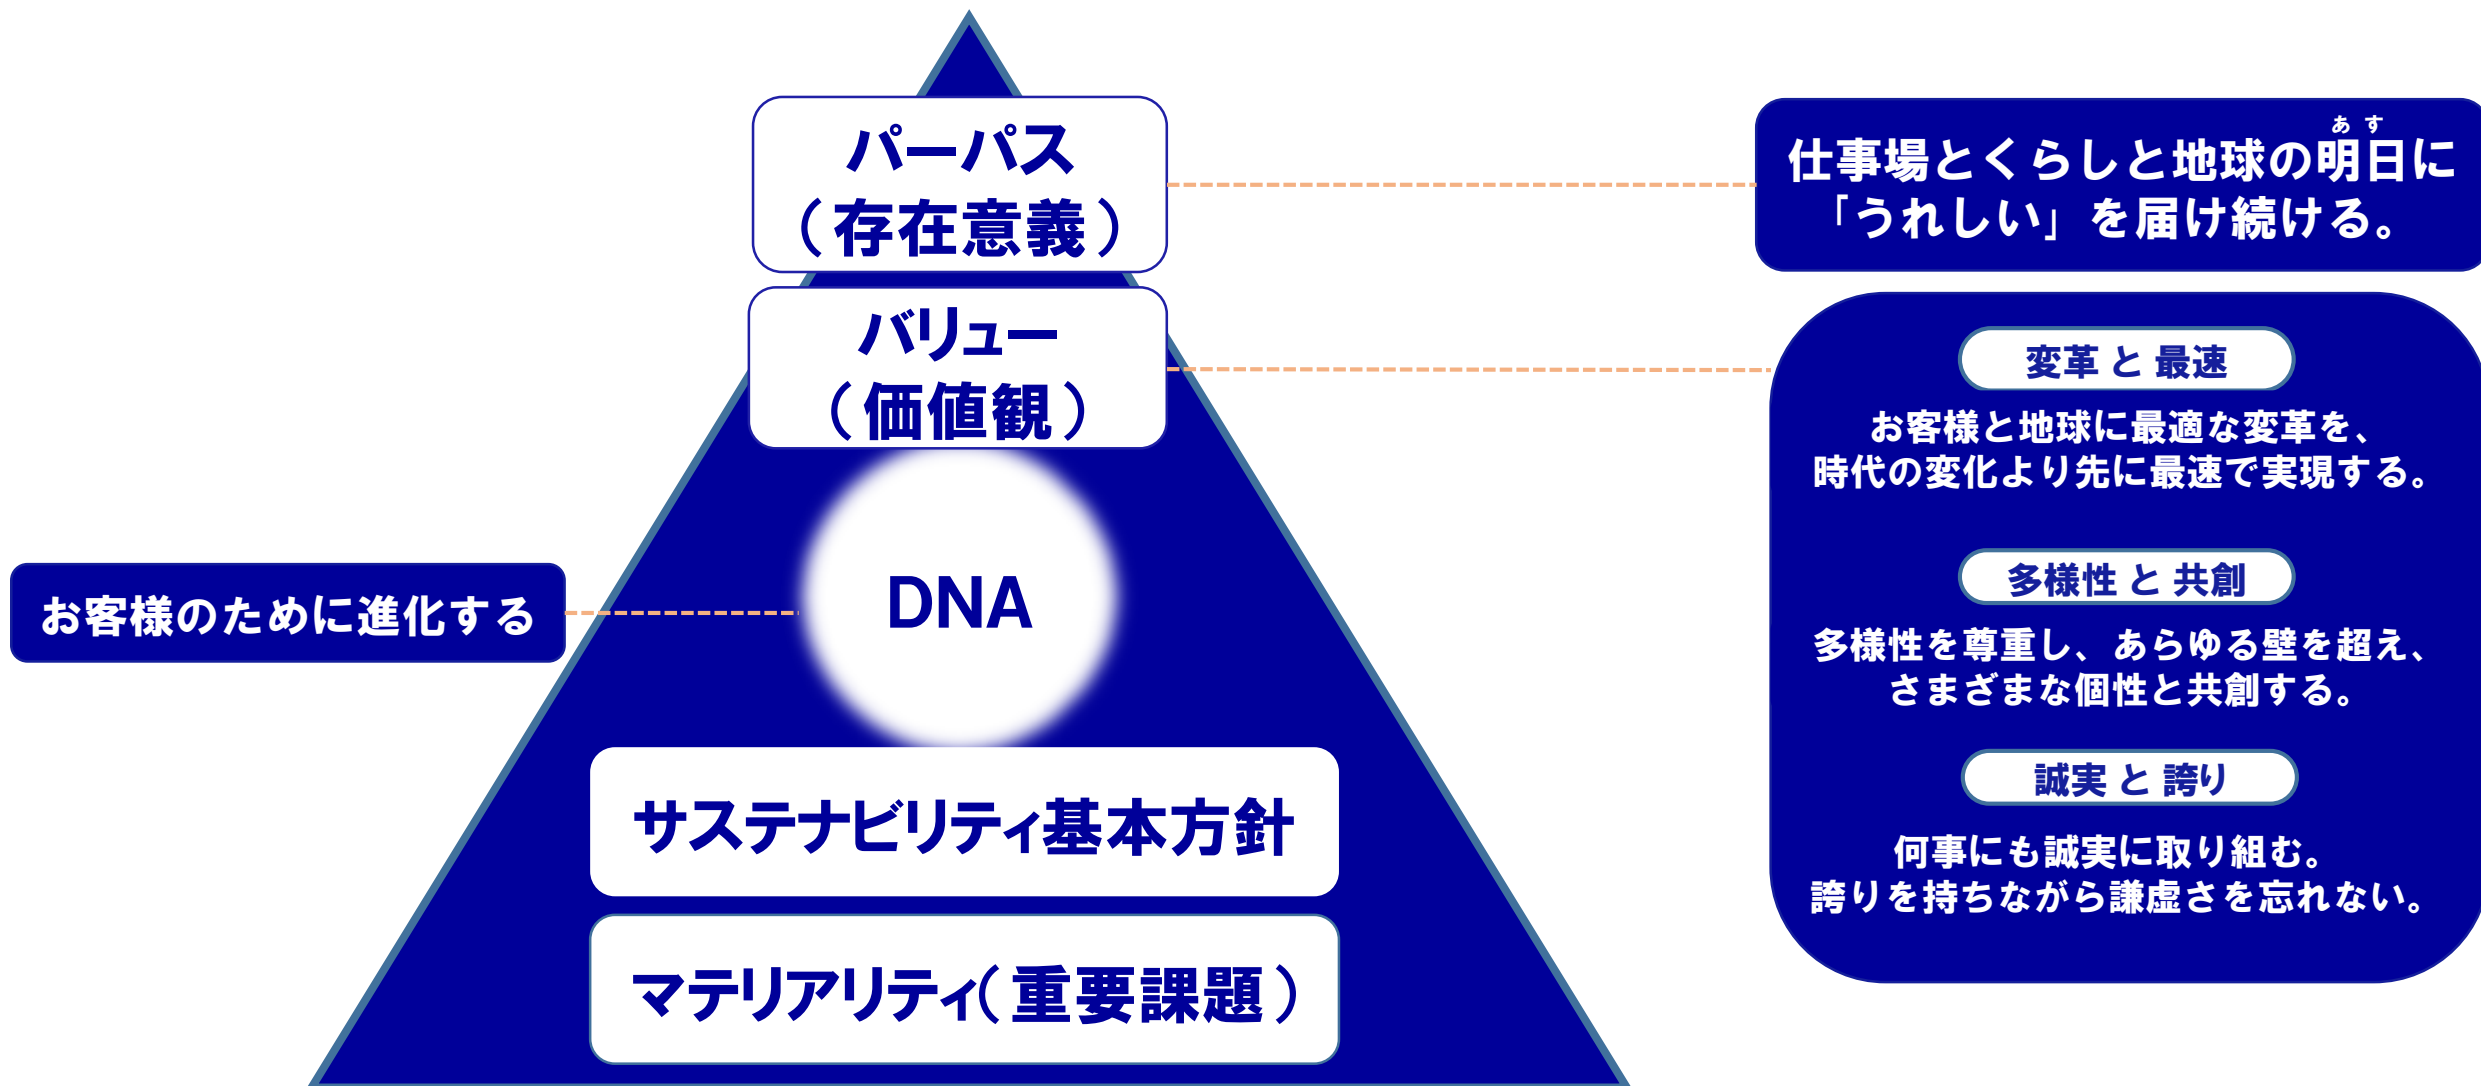 パーパス
（存在意義）
バリュー
（価値観）
DNA
サステナビリティ基本方針
マテリアリティ（重要課題）
お客様のために進化する
あす
仕事場とくらしと地球の明日に
「うれしい」を届け続ける。
変革 と 最速
お客様と地球に最適な変革を、
時代の変化より先に最速で実現する。
多様性 と 共創
多様性を尊重し、あらゆる壁を超え、
さまざまな個性と共創する。
誠実 と 誇り
何事にも誠実に取り組む。
誇りを持ちながら謙虚さを忘れない。